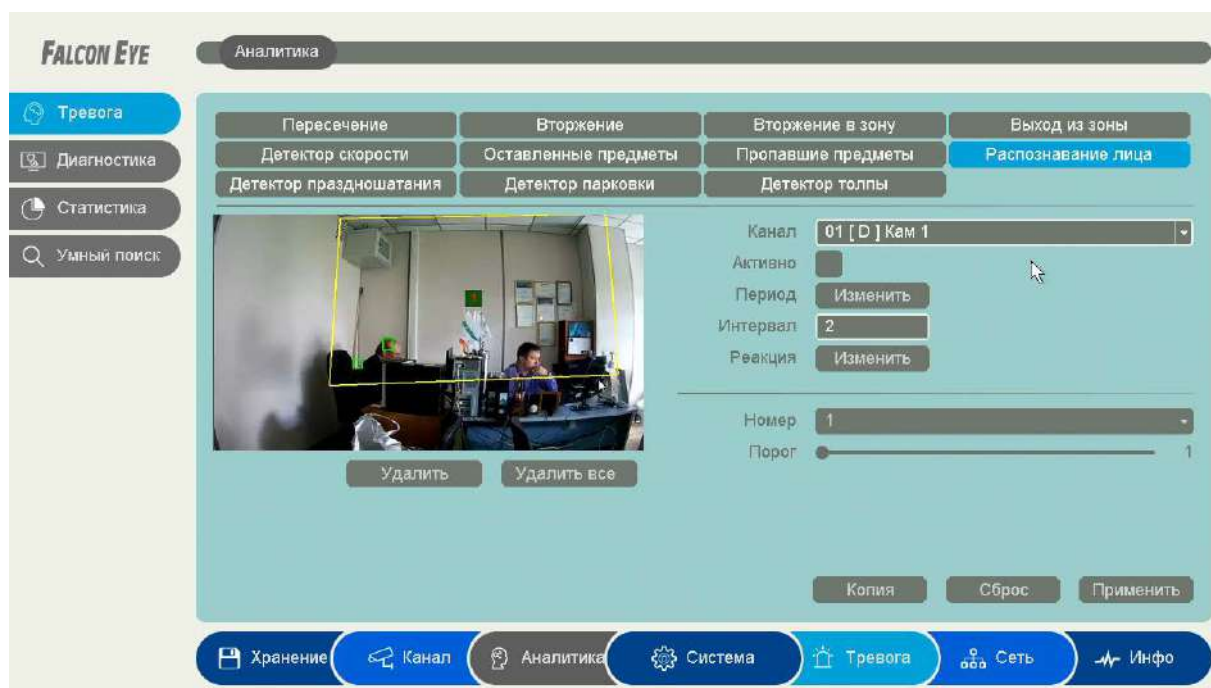 FALCON EYE
Аналитика
Тревога
Диагностика
Статистика
Умный поиск
Пересечение Вторжение Вторжение в зону Выход из зоны
Детектор скорости Оставленные предметы Пропавшие предметы Распознавание лица
Детектор праздношатания Детектор парковки Детектор толпы
Канал 01 [ D ] Кам 1
Активно
Период Изменить
Интервал 2
Реакция Изменить
Номер 1
Порог 1
Удалить Удалить все
Копия Сброс Применить
Хранение Канал Аналитика Система Тревога Сеть Инфо